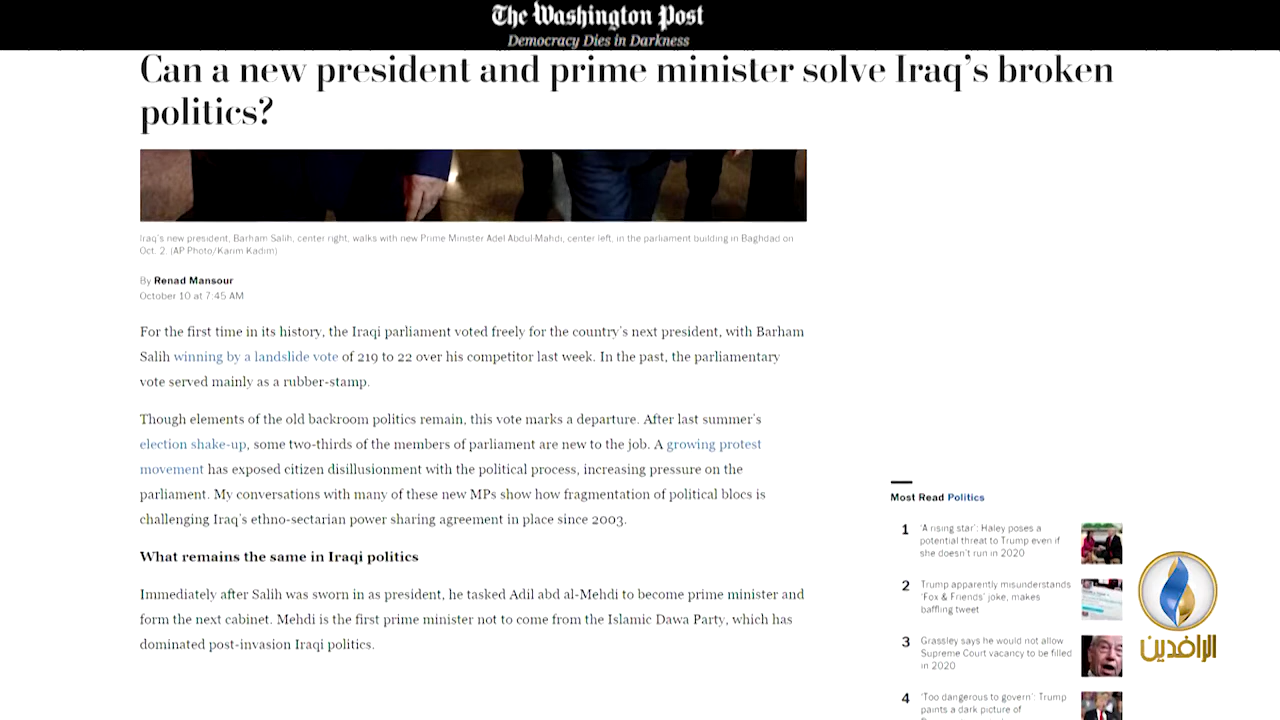 The Washington Post
Democracy Dies in Darkness
Can a new president and prime minister solve Iraq's broken
politics?
Iraq's new president, Barham Salih, center right, walks with new Prime Minister Adel Abdul-Mahdi, center left, in the parliament building in Baghdad on
Oct. 2. (AP Photo/Karim Kadim)
By Renad Mansour
October 10 at 7:45 AM
For the first time in its history, the Iraqi parliament voted freely for the country's next president, with Barham
Salih winning by a landslide vote of 219 to 22 over his competitor last week. In the past, the parliamentary
vote served mainly as a rubber-stamp.
Though elements of the old backroom politics remain, this vote marks a departure. After last summer's
election shake-up, some two-thirds of the members of parliament are new to the job. A growing protest
movement has exposed citizen disillusionment with the political process, increasing pressure on the
parliament. My conversations with many of these new MPs show how fragmentation of political blocs is
challenging Iraq's ethno-sectarian power sharing agreement in place since 2003.
What remains the same in Iraqi politics
Immediately after Salih was sworn in as president, he tasked Adil abd al-Mehdi to become prime minister and
form the next cabinet. Mehdi is the first prime minister not to come from the Islamic Dawa Party, which has
dominated post-invasion Iraqi politics.
Most Read Politics
1 'A rising star': Haley poses a
potential threat to Trump even if
she doesn't run in 2020
2 Trump apparently misunderstands
'Fox & Friends' joke, makes
baffling tweet
3 Grassley says he would not allow
Supreme Court vacancy to be filled
in 2020
4 'Too dangerous to govern': Trump
paints a dark picture of
الرافدين